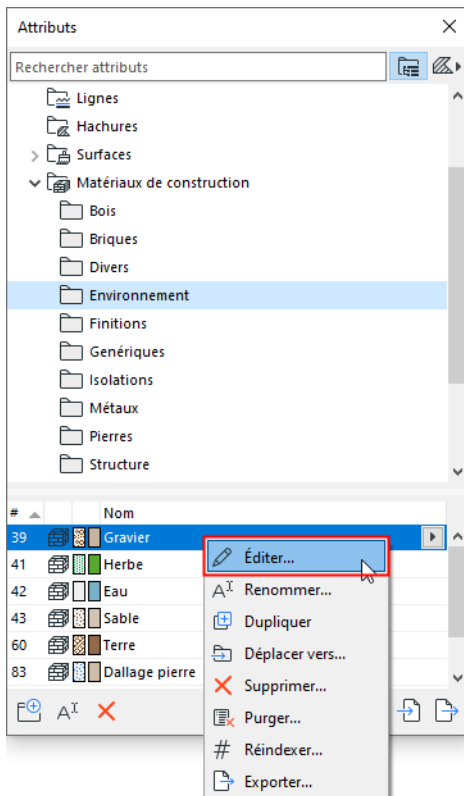 Attributs
Rechercher attributs
Lignes
Hachures
Surfaces
Matériaux de construction
Bois
Briques
Divers
Environnement
Finitions
Genériques
Isolations
Métaux
Pierres
Structure
# Nom
39 Gravier
41 Herbe
42 Eau
43 Sable
60 Terre
83 Dallage pierre
Éditer...
Renommer...
Dupliquer
Déplacer vers...
Supprimer...
Purger...
Réindexer...
Exporter...